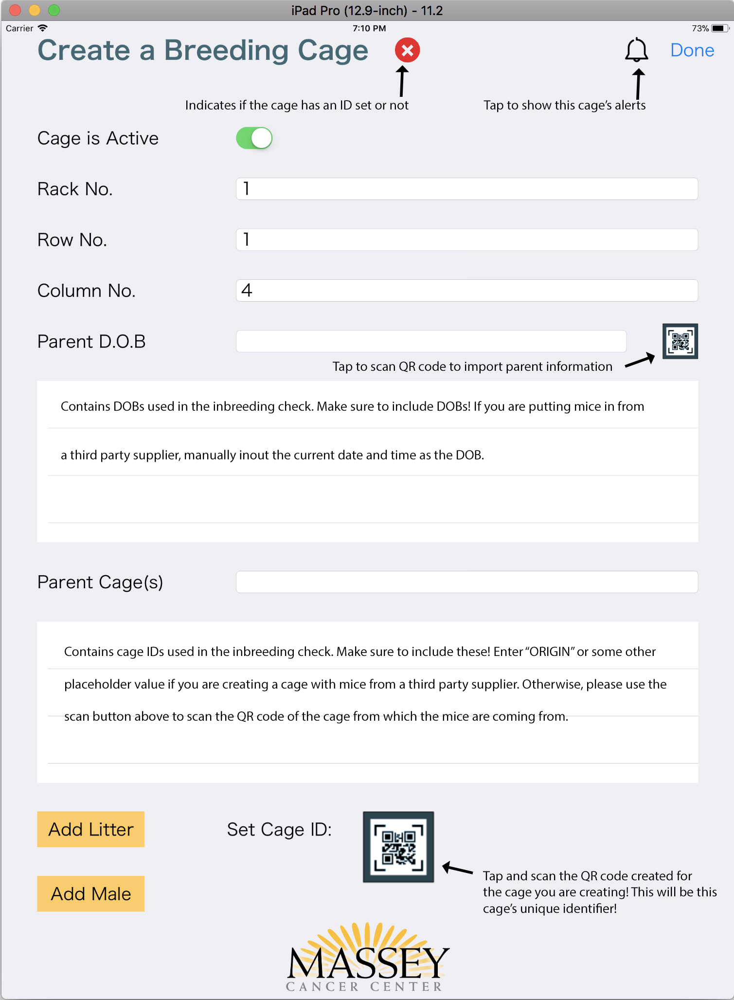 iPad Pro (12.9-inch) - 11.2
Carrier 7:10 PM 73%
Create a Breeding Cage Done
Indicates if the cage has an ID set or not
Tap to show this cage's alerts
Cage is Active
Rack No. 1
Row No. 1
Column No. 4
Parent D.O.B
Tap to scan QR code to import parent information
Contains DOBs used in the inbreeding check. Make sure to include DOBs! If you are putting mice in from
a third party supplier, manually inout the current date and time as the DOB.
Parent Cage(s)
Contains cage IDs used in the inbreeding check. Make sure to include these! Enter “ORIGIN” or some other
placeholder value if you are creating a cage with mice from a third party supplier. Otherwise, please use the
scan button above to scan the QR code of the cage from which the mice are coming from.
Add Litter
Set Cage ID:
Add Male
Tap and scan the QR code created for
the cage you are creating! This will be this
cage's unique identifier!
MASSEY
CANCER CENTER